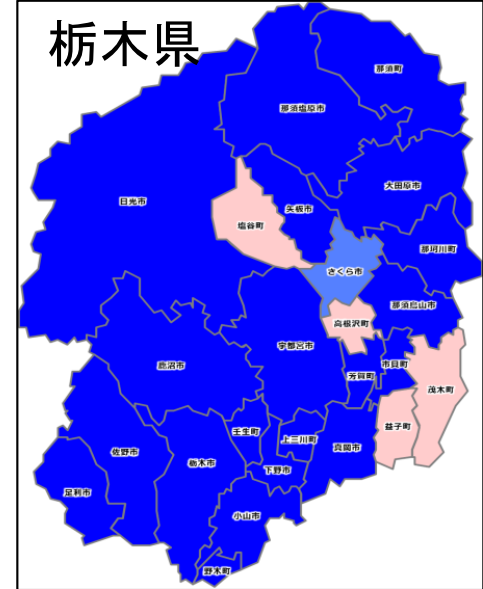 栃木県
那須町
那須塩原市
大田原市
日光市
矢板市
塩谷町
那珂川町
さくら市
那須烏山市
高根沢町
宇都宮市
市貝町
鹿沼市
芳賀町
茂木町
益子町
壬生町
上三川町
真岡市
佐野市
栃木市
下野市
足利市
小山市
野木町